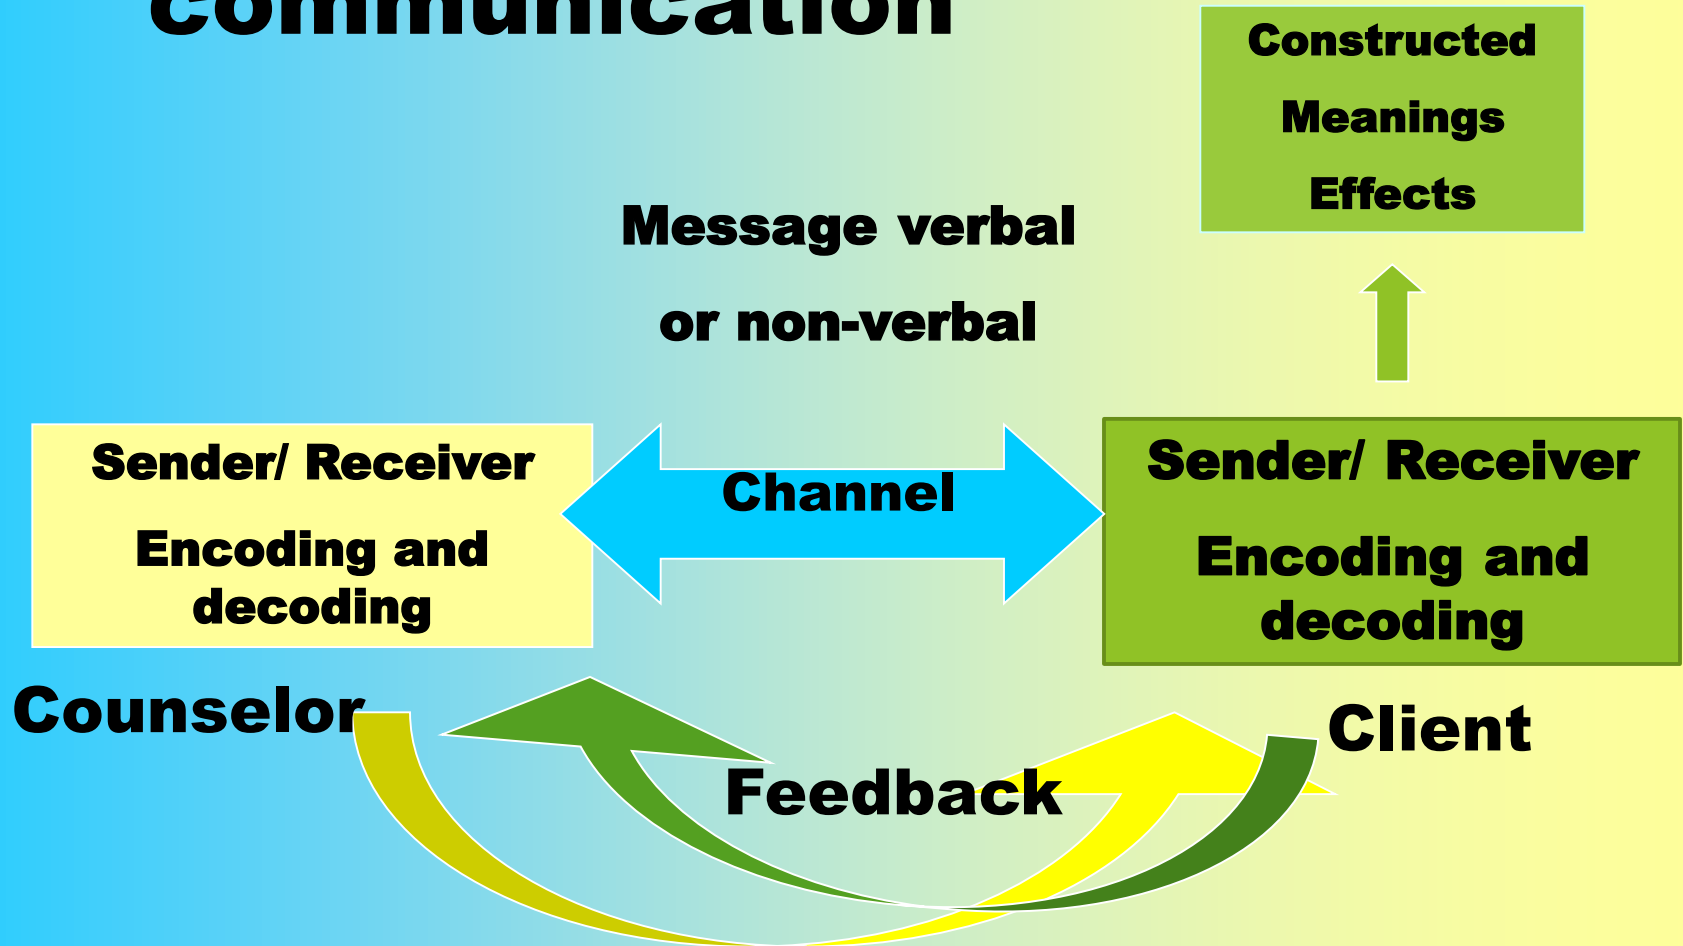 communication
Constructed
Meanings
Effects
Message verbal
or non-verbal
Sender/ Receiver
Encoding and
decoding
Channel
Sender/ Receiver
Encoding and
decoding
Counselor
Client
Feedback